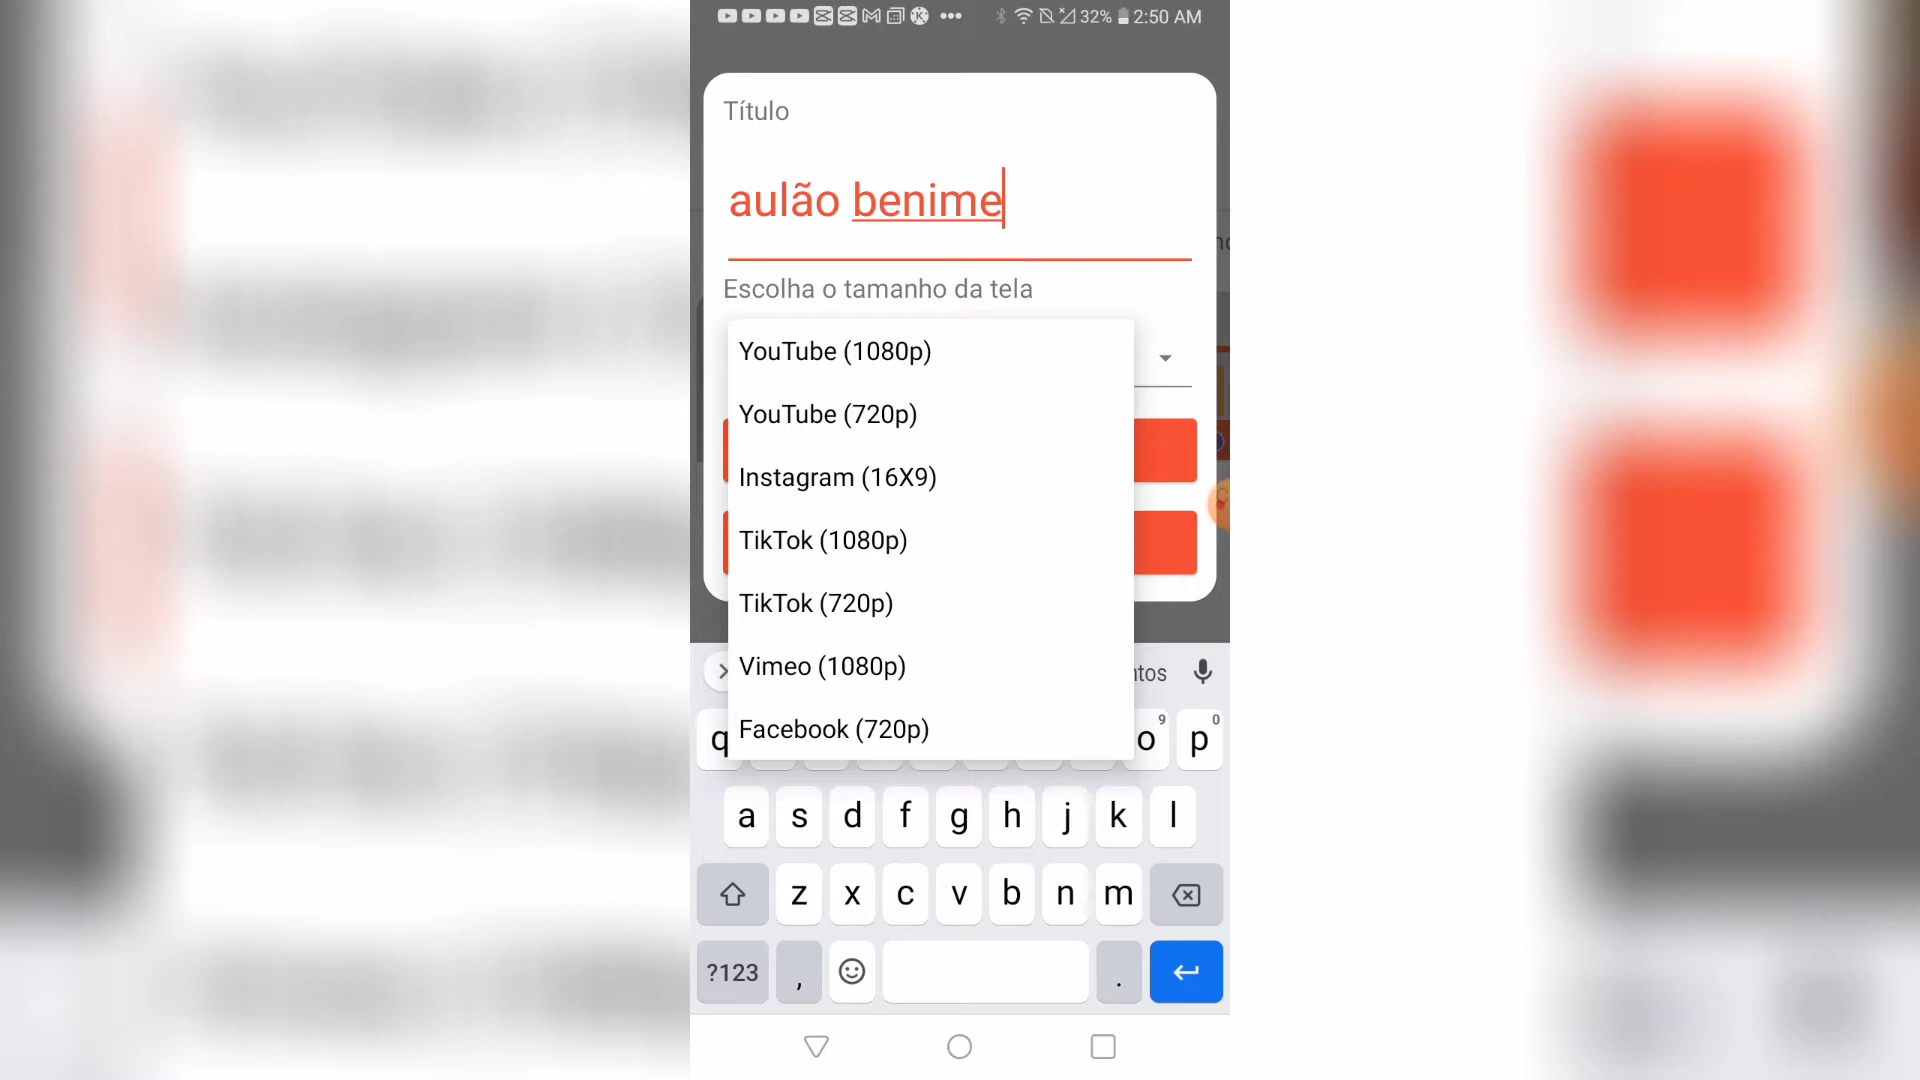 32% 2:50 AM
Título
aulão benime
Escolha o tamanho da tela
YouTube (1080p)
YouTube (720p)
Instagram (16X9)
TikTok (1080p)
TikTok (720p)
Vimeo (1080p)
Facebook (720p)
ntos
q o 9 p 0
a s d f g h j k l
z x c v b n m
?123 , .